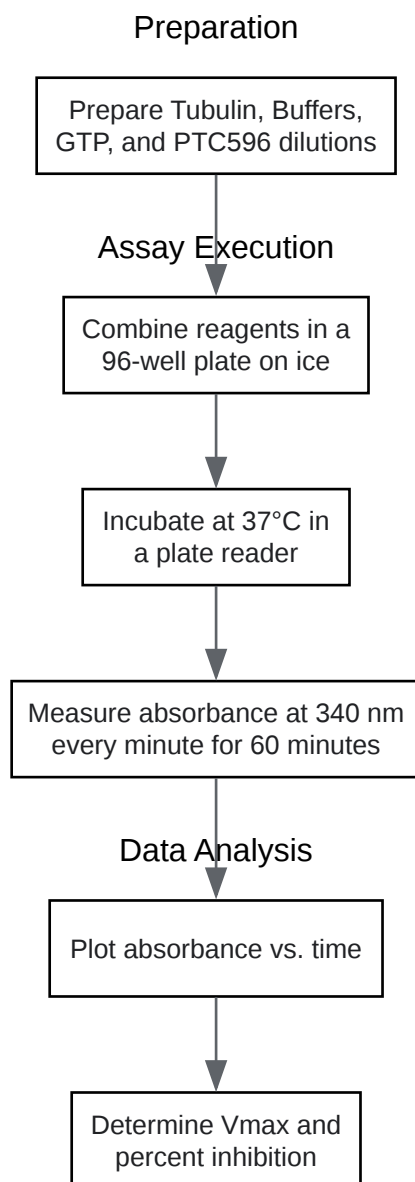 Preparation
Prepare Tubulin, Buffers,
GTP, and PTC596 dilutions
Assay Execution
Combine reagents in a
96-well plate on ice
Incubate at 37°C in
a plate reader
Measure absorbance at 340 nm
every minute for 60 minutes
Data Analysis
Plot absorbance vs. time
Determine Vmax and
percent inhibition